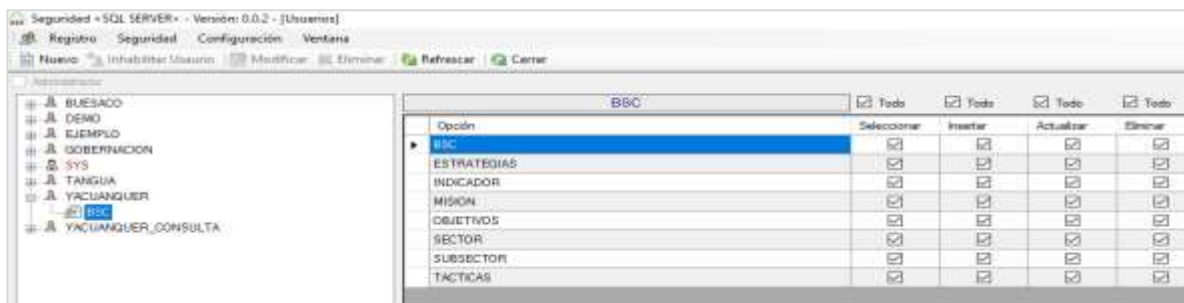 Seguridad «SQL SERVER» - Versión: 0.0.2 - [Usuarios]
Registro Seguridad Configuración Ventana
Nuevo Inhabilitar Usuario Modificar Eliminar Refrescar Cerrar
Administrador
BUESACO
DEMO
EJEMPLO
GOBERNACION
SYS
TANGUA
YACUANQUER
BSC
YACUANQUER_CONSULTA
BSC Todo Todo Todo Todo
Opción Seleccionar Insertar Actualizar Eliminar
BSC
ESTRATEGIAS
INDICADOR
MISION
OBJETIVOS
SECTOR
SUBSECTOR
TACTICAS